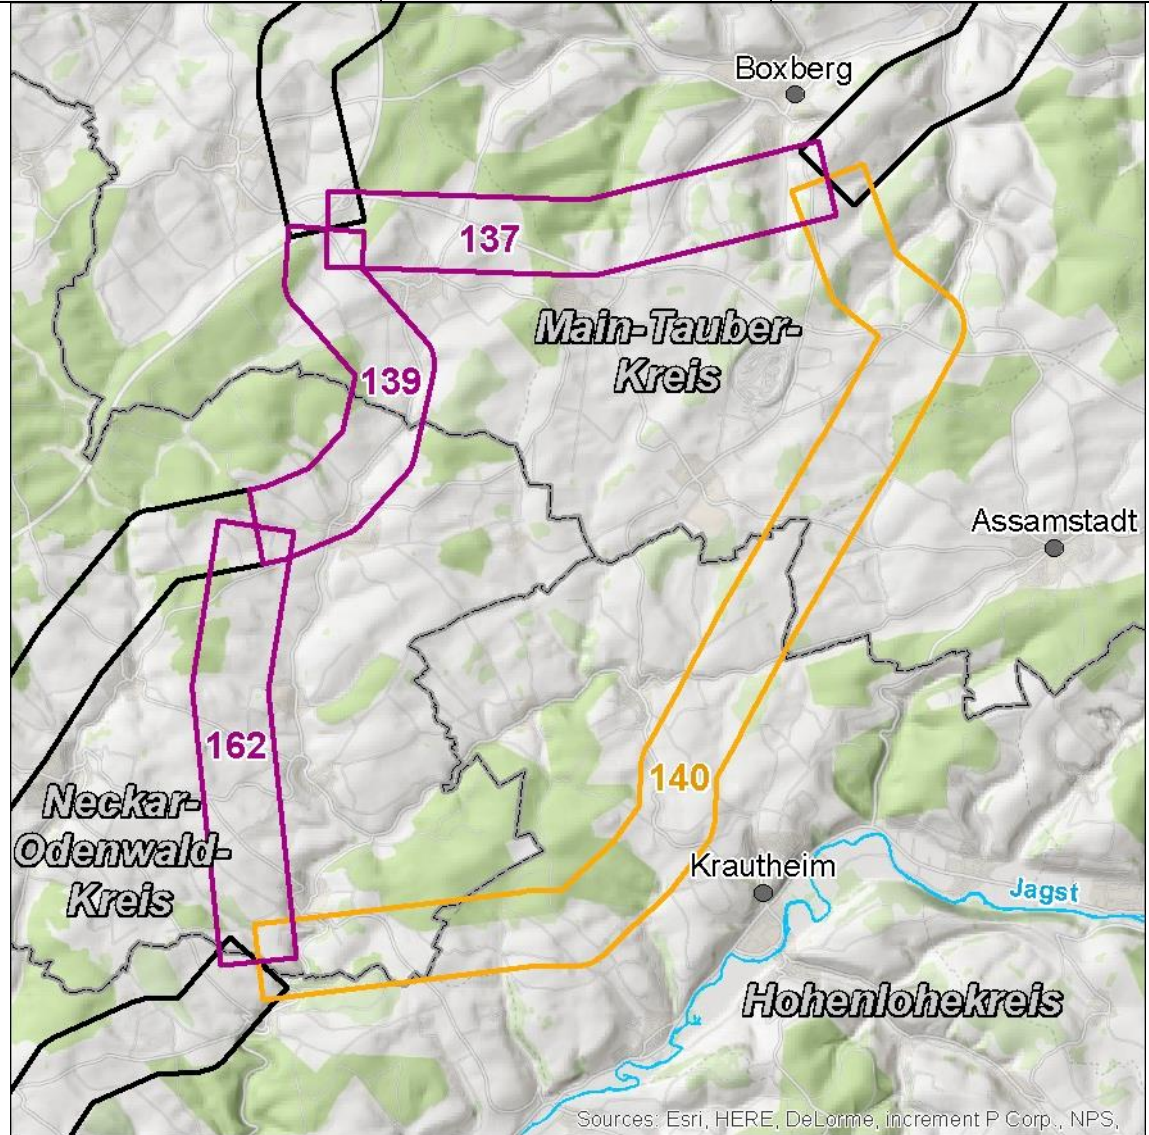 Boxberg
137
Main-Tauber-
Kreis
139
Assamstadt
162
140
Neckar-
Odenwald-
Kreis
Krautheim
Jagst
Hohenlohekreis
Sources: Esri, HERE, DeLorme, increment P Corp., NPS,